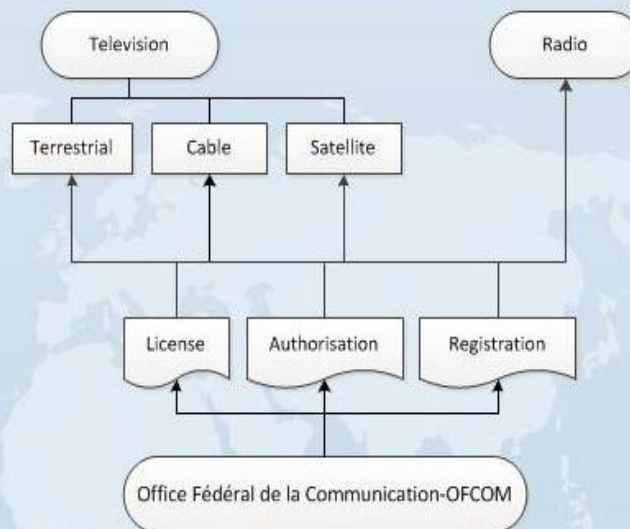 Television
Radio
Terrestrial
Cable
Satellite
License
Authorisation
Registration
Office Fédéral de la Communication-OFCOM